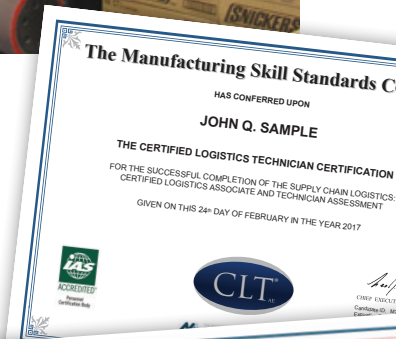 SNICKERS
The Manufacturing Skill Standards
HAS CONFERRED UPON
JOHN Q. SAMPLE
THE CERTIFIED LOGISTICS TECHNICIAN CERTIFICATION
FOR THE SUCCESSFUL COMPLETION OF THE SUPPLY CHAIN LOGISTICS:
CERTIFIED LOGISTICS ASSOCIATE AND TECHNICIAN ASSESSMENT
GIVEN ON THIS 24th DAY OF FEBRUARY IN THE YEAR 2017
IAS
ACCREDITED
Personnel
Certification Body
CLT®
CHIEF
Candidate ID: